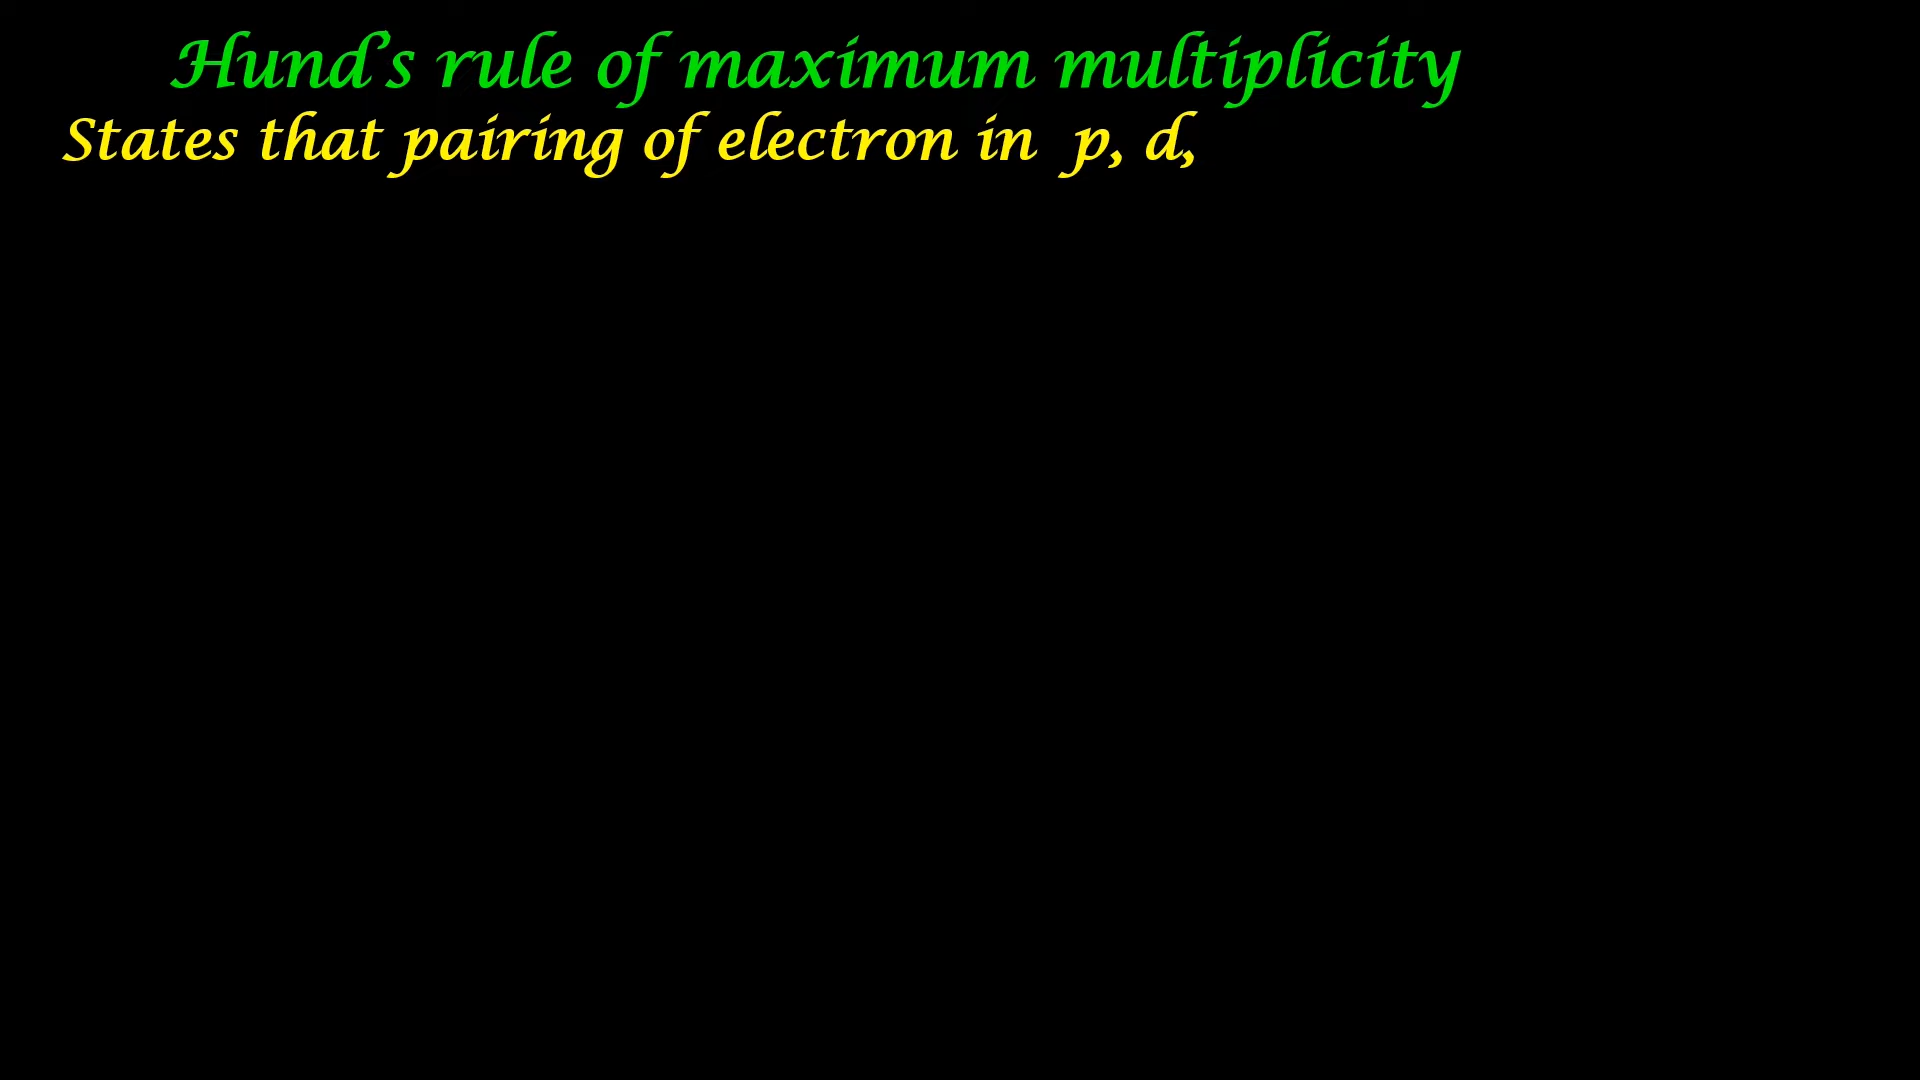 Hund’s rule of maximum multiplicity
States that pairing of electron in p, d,